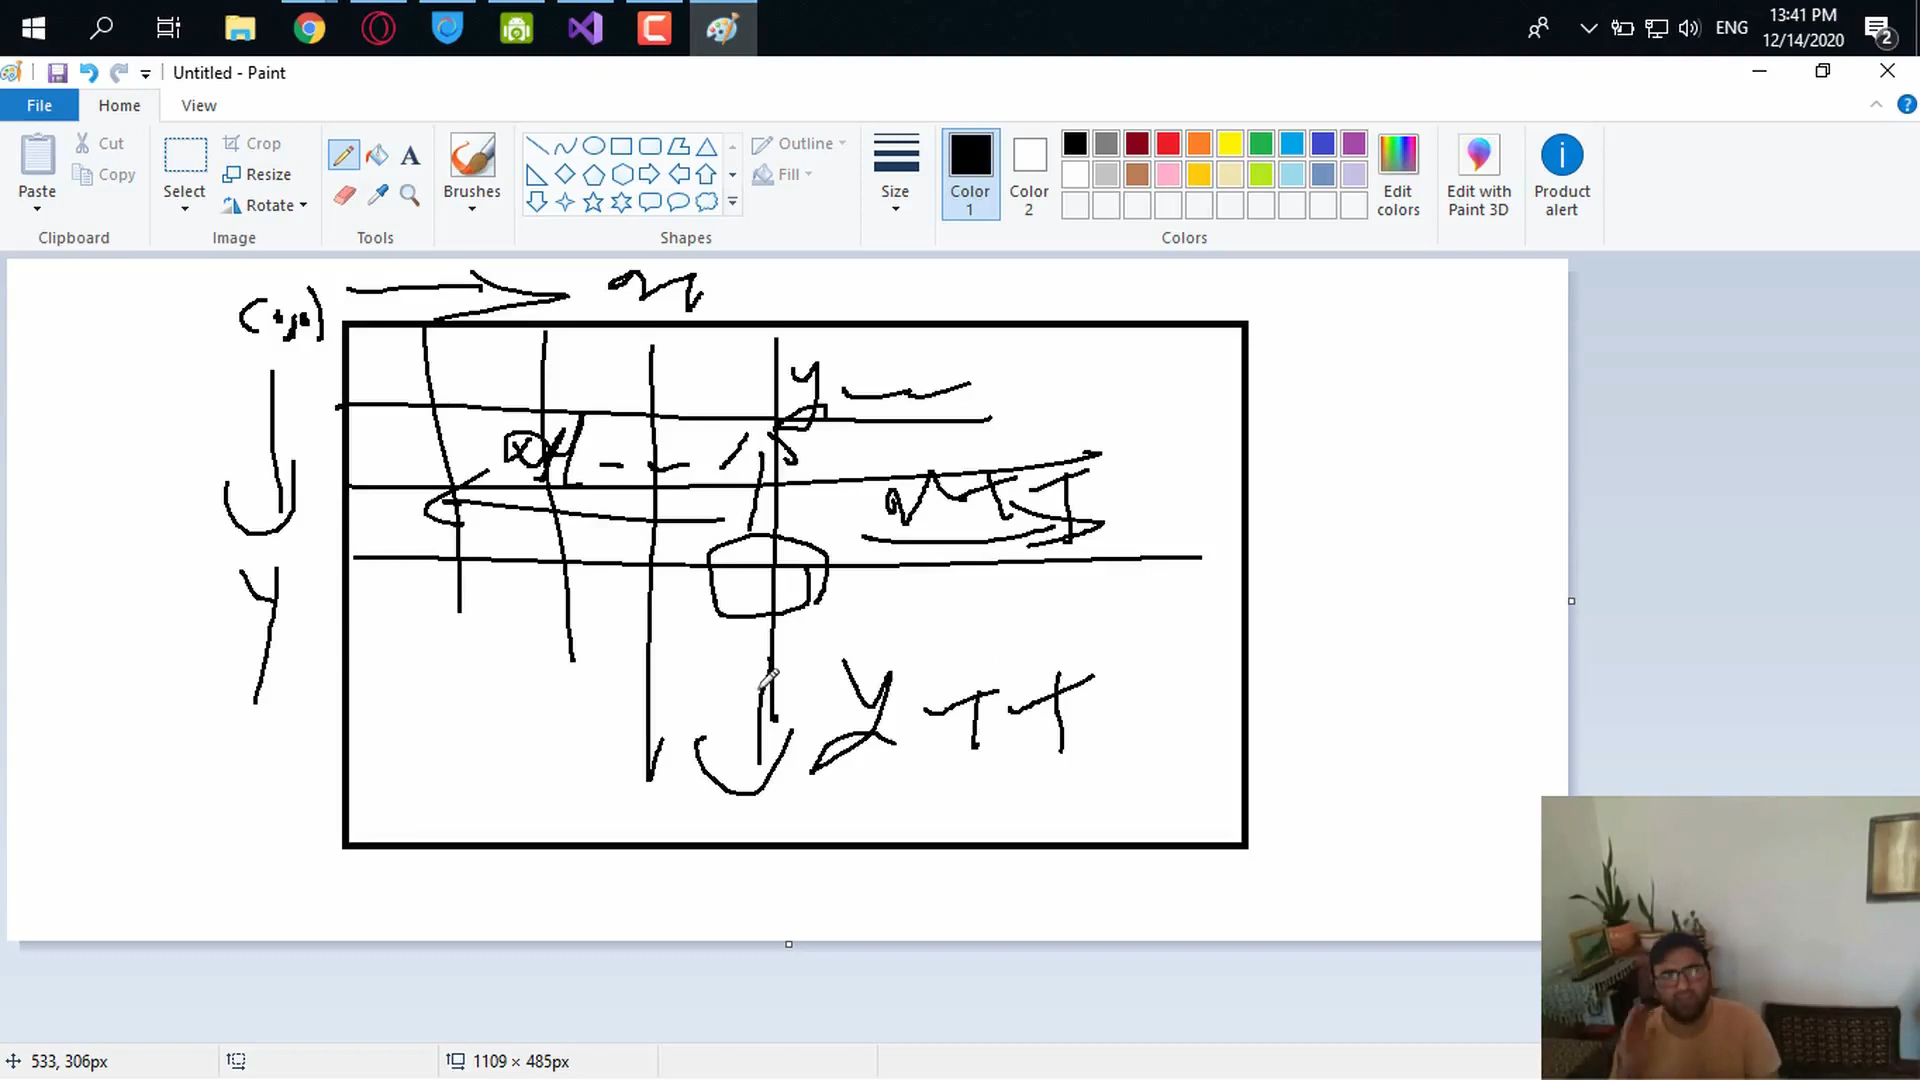 ENG
13:41 PM
12/14/2020
2
Untitled - Paint
File
Home
View
Paste
Cut
Copy
Clipboard
Select
Crop
Resize
Rotate
Image
A
Tools
Brushes
Outline
Fill
Shapes
Size
Color 1
Color 2
Edit colors
Edit with Paint 3D
Product alert
Colors
y
y
y
533, 306px
1109 × 485px